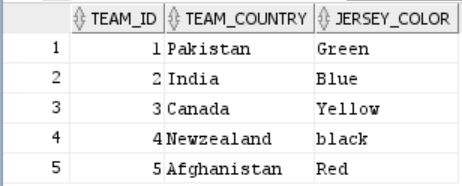 TEAM_ID TEAM_COUNTRY JERSEY_COLOR
1 1 Pakistan Green
2 2 India Blue
3 3 Canada Yellow
4 4 Newzealand black
5 5 Afghanistan Red